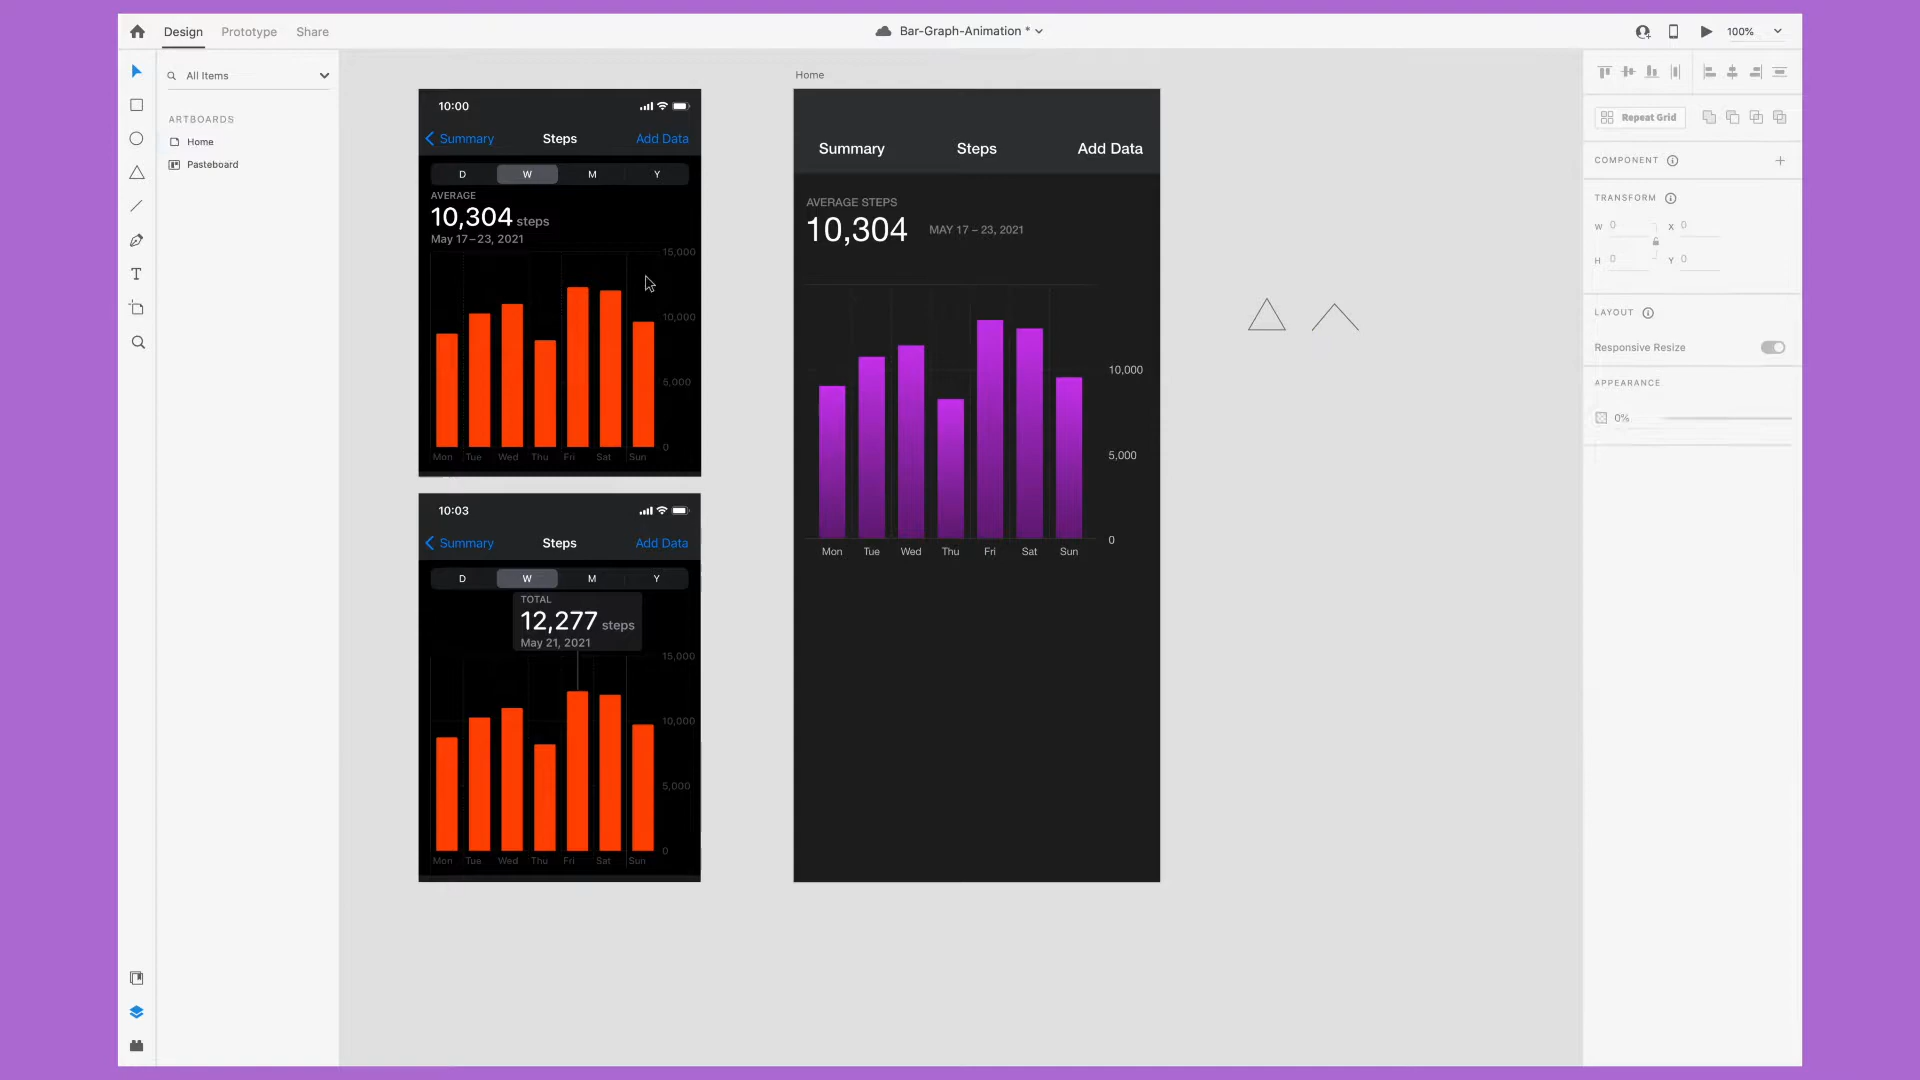 Design Prototype Share
Bar-Graph-Animation *
100%
All Items
ARTBOARDS
Home
Pasteboard
10:00
Summary Steps Add Data
D W M Y
AVERAGE
10,304 steps
May 17–23, 2021
15,000
10,000
5,000
0
Mon Tue Wed Thu Fri Sat Sun
10:03
Summary Steps Add Data
D W M Y
TOTAL
12,277 steps
May 21, 2021
15,000
10,000
5,000
0
Mon Tue Wed Thu Fri Sat Sun
Home
Summary Steps Add Data
AVERAGE STEPS
10,304 MAY 17 – 23, 2021
10,000
5,000
0
Mon Tue Wed Thu Fri Sat Sun
Repeat Grid
COMPONENT
TRANSFORM
W 0 X 0
H 0 Y 0
LAYOUT
Responsive Resize
APPEARANCE
0%